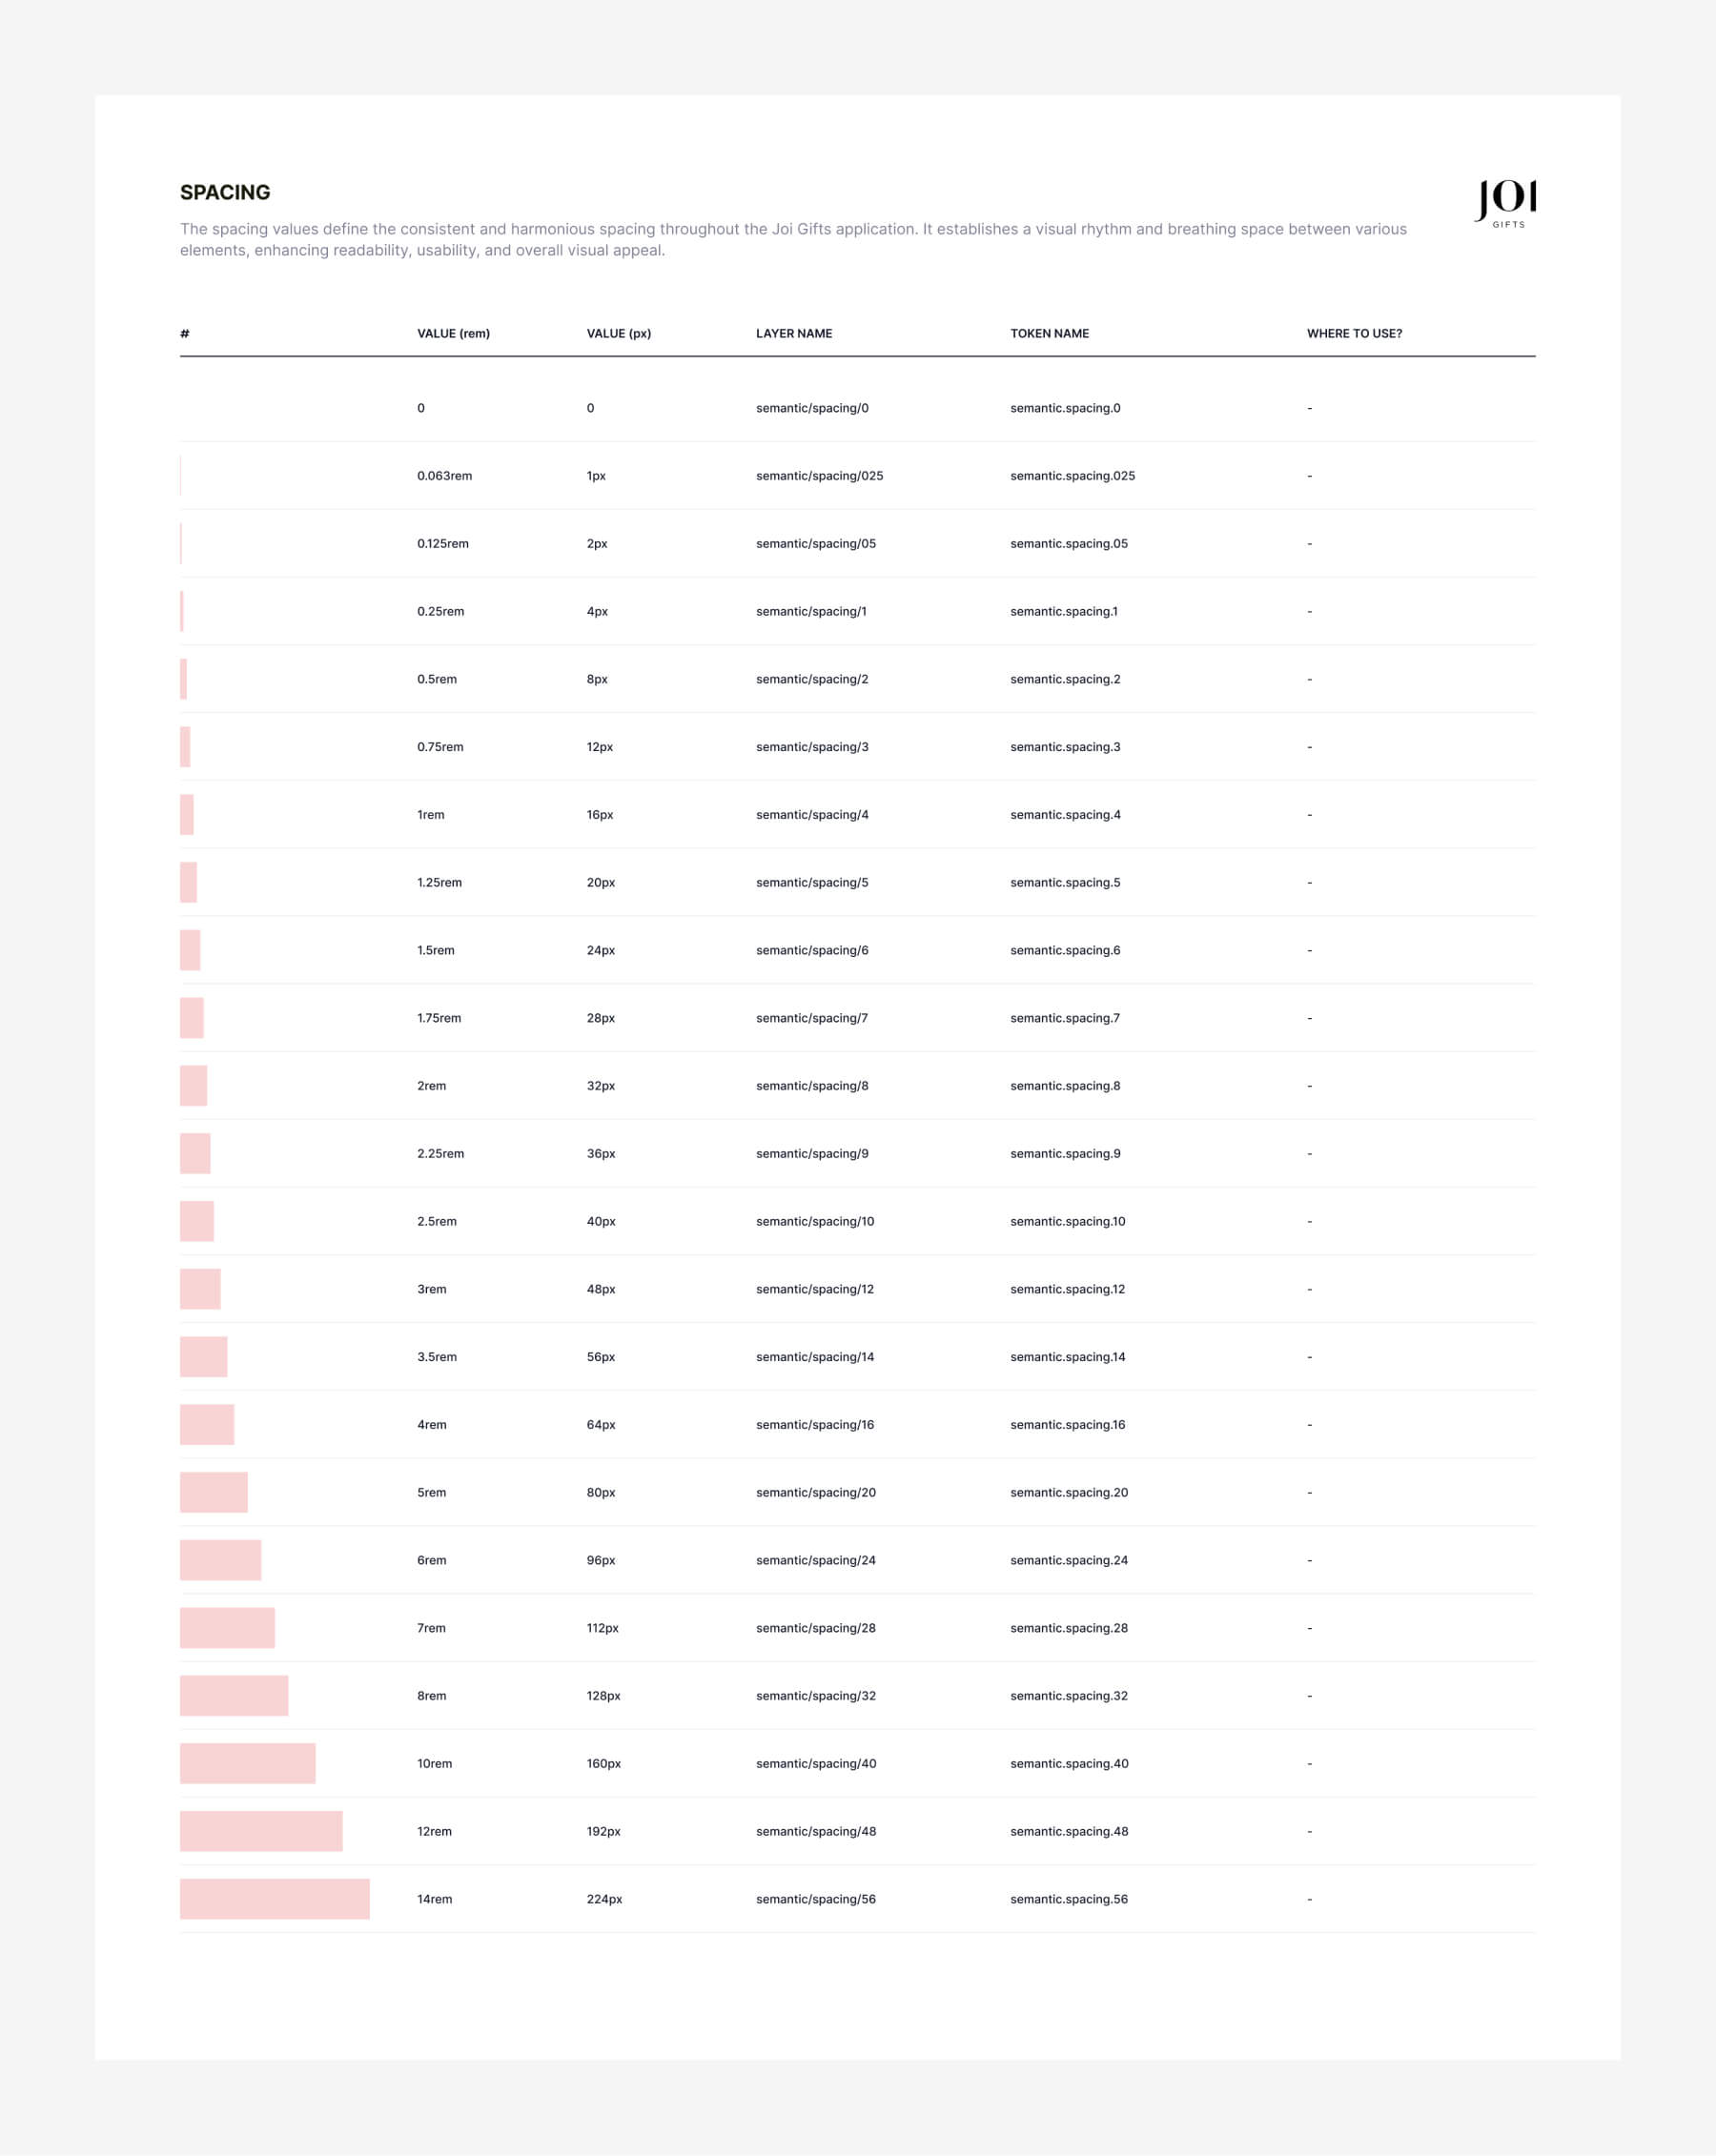 SPACING
JOI
GIFTS
The spacing values define the consistent and harmonious spacing throughout the Joi Gifts application. It establishes a visual rhythm and breathing space between various
elements, enhancing readability, usability, and overall visual appeal.
# VALUE (rem) VALUE (px) LAYER NAME TOKEN NAME WHERE TO USE?
0 0 semantic/spacing/0 semantic.spacing.0 -
0.063rem 1px semantic/spacing/025 semantic.spacing.025 -
0.125rem 2px semantic/spacing/05 semantic.spacing.05 -
0.25rem 4px semantic/spacing/1 semantic.spacing.1 -
0.5rem 8px semantic/spacing/2 semantic.spacing.2 -
0.75rem 12px semantic/spacing/3 semantic.spacing.3 -
1rem 16px semantic/spacing/4 semantic.spacing.4 -
1.25rem 20px semantic/spacing/5 semantic.spacing.5 -
1.5rem 24px semantic/spacing/6 semantic.spacing.6 -
1.75rem 28px semantic/spacing/7 semantic.spacing.7 -
2rem 32px semantic/spacing/8 semantic.spacing.8 -
2.25rem 36px semantic/spacing/9 semantic.spacing.9 -
2.5rem 40px semantic/spacing/10 semantic.spacing.10 -
3rem 48px semantic/spacing/12 semantic.spacing.12 -
3.5rem 56px semantic/spacing/14 semantic.spacing.14 -
4rem 64px semantic/spacing/16 semantic.spacing.16 -
5rem 80px semantic/spacing/20 semantic.spacing.20 -
6rem 96px semantic/spacing/24 semantic.spacing.24 -
7rem 112px semantic/spacing/28 semantic.spacing.28 -
8rem 128px semantic/spacing/32 semantic.spacing.32 -
10rem 160px semantic/spacing/40 semantic.spacing.40 -
12rem 192px semantic/spacing/48 semantic.spacing.48 -
14rem 224px semantic/spacing/56 semantic.spacing.56 -